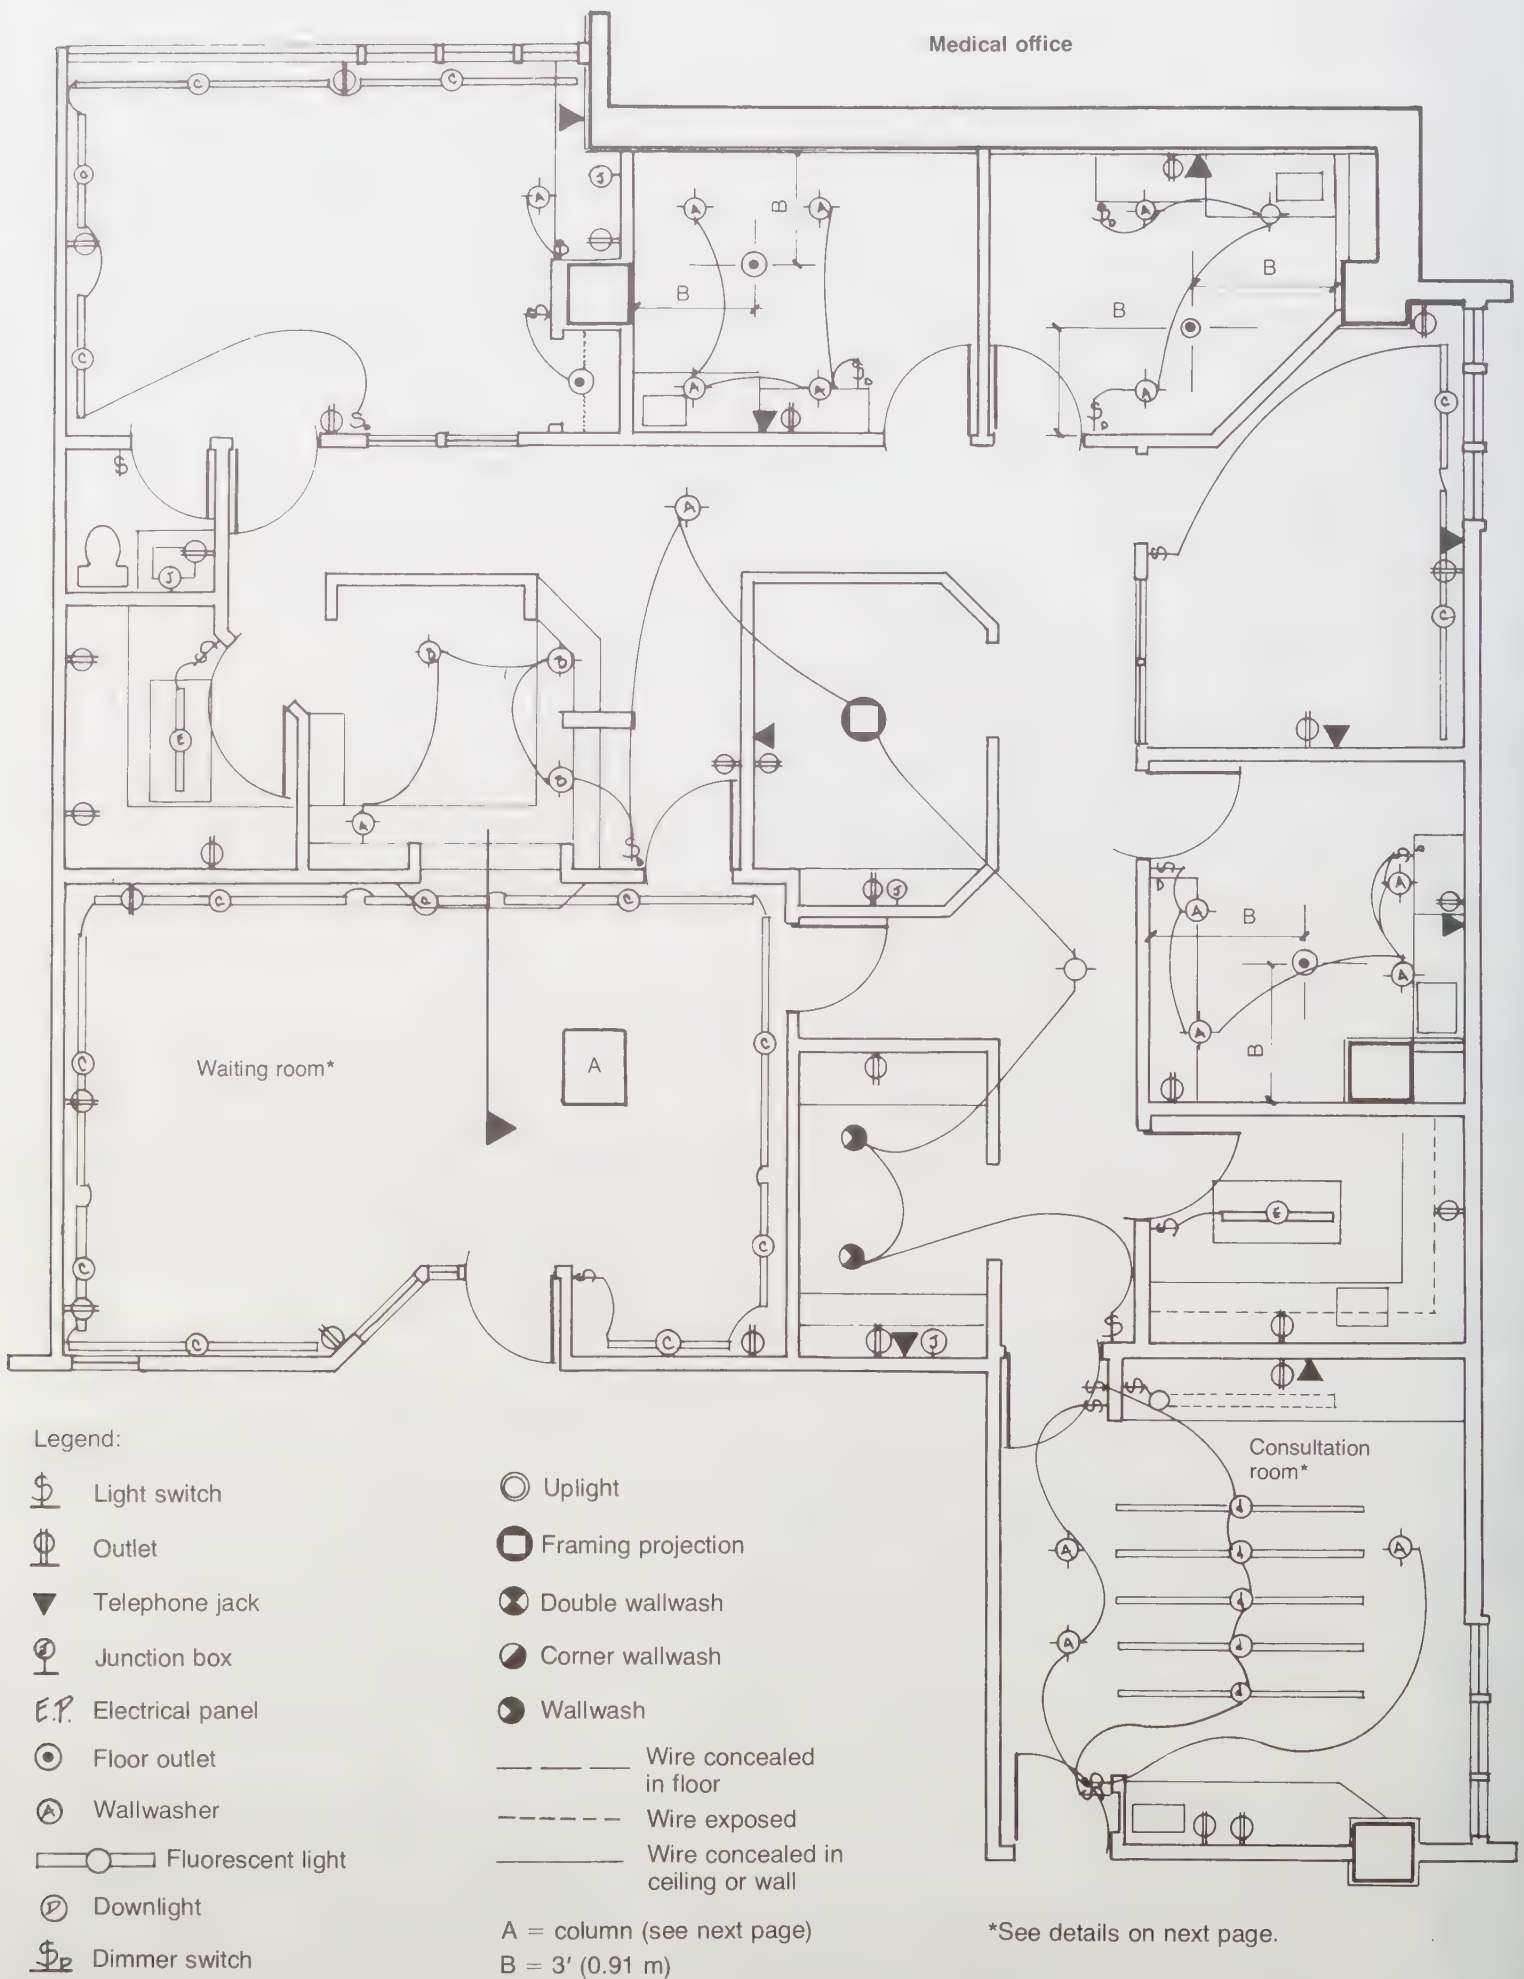 Medical office
Waiting room*
A
Consultation
room*
Legend:
Light switch
Outlet
Telephone jack
Junction box
E.P. Electrical panel
Floor outlet
A Wallwasher
Fluorescent light
D Downlight
Dimmer switch
Uplight
Framing projection
Double wallwash
Corner wallwash
Wallwash
Wire concealed
in floor
Wire exposed
Wire concealed in
ceiling or wall
A = column (see next page)
B = 3' (0.91 m)
*See details on next page.